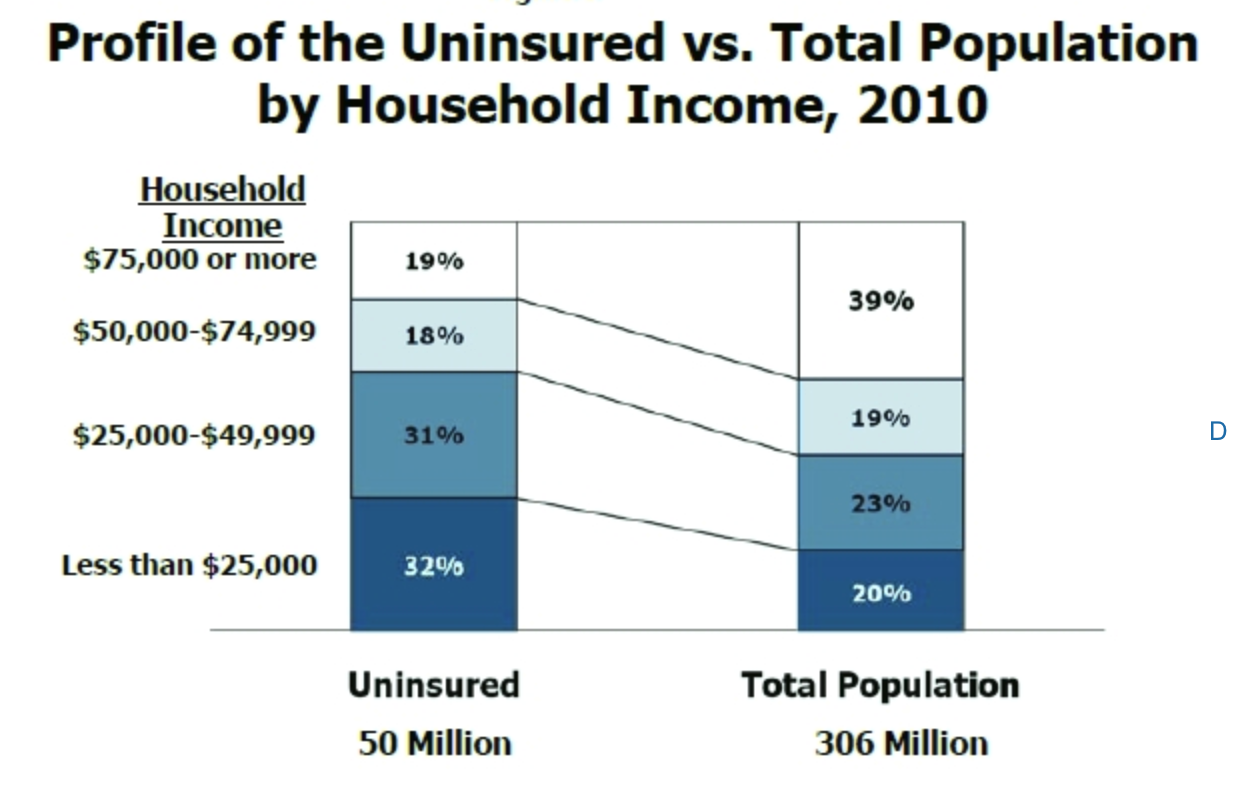 Profile of the Uninsured vs. Total Population
by Household Income, 2010
Household
Income
$75,000 or more
$50,000-$74,999
$25,000-$49,999
Less than $25,000
19%
18%
31%
32%
39%
19%
23%
20%
D
Uninsured
Total Population
50 Million
306 Million